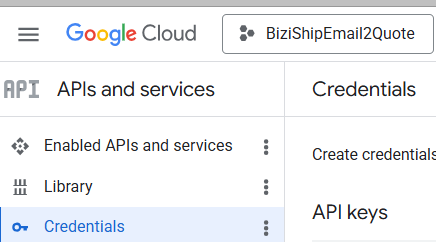 Google Cloud
BiziShipEmail2Quote
API
APIs and services
Credentials
Enabled APIs and services
Create credentials
Library
API keys
Credentials